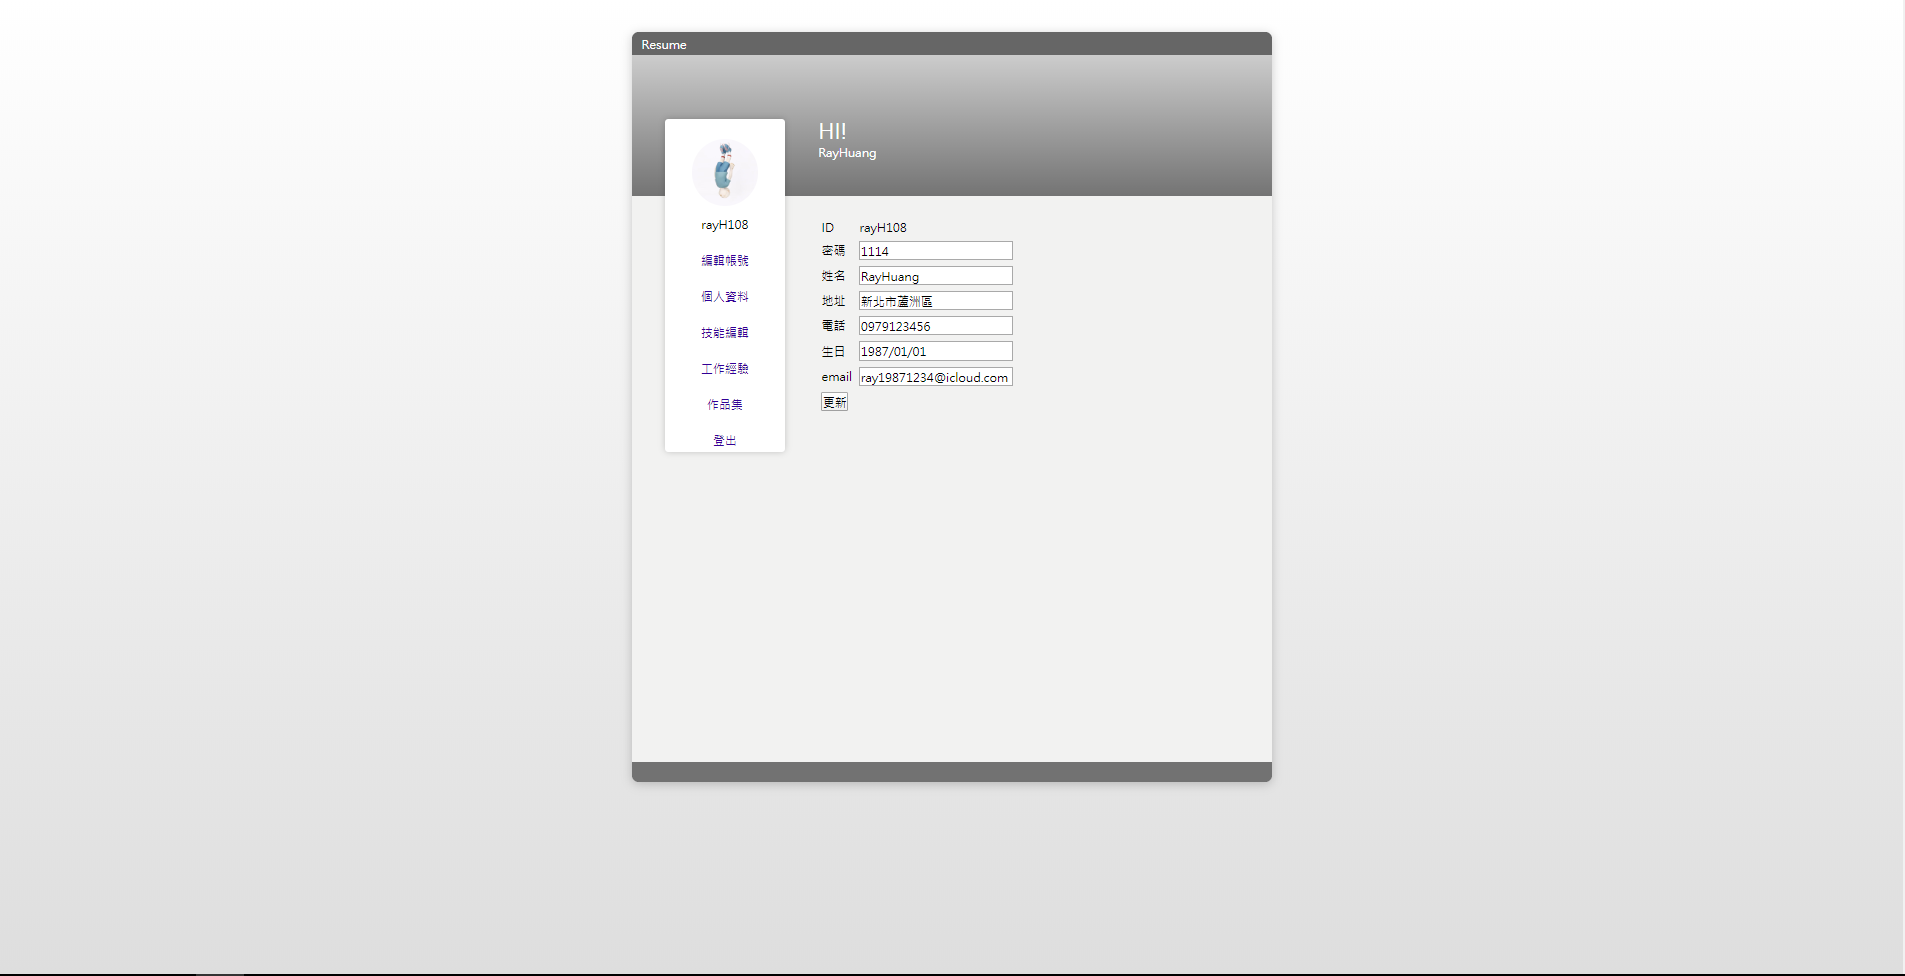 Resume
HI!
RayHuang
rayH108
編輯帳號
個人資料
技能編輯
工作經驗
作品集
登出
ID rayH108
密碼 1114
姓名 RayHuang
地址 新北市蘆洲區
電話 0979123456
生日 1987/01/01
email ray19871234@icloud.com
更新